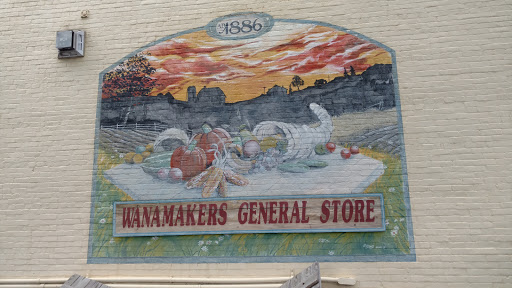 1886
WANAMAKERS GENERAL STORE